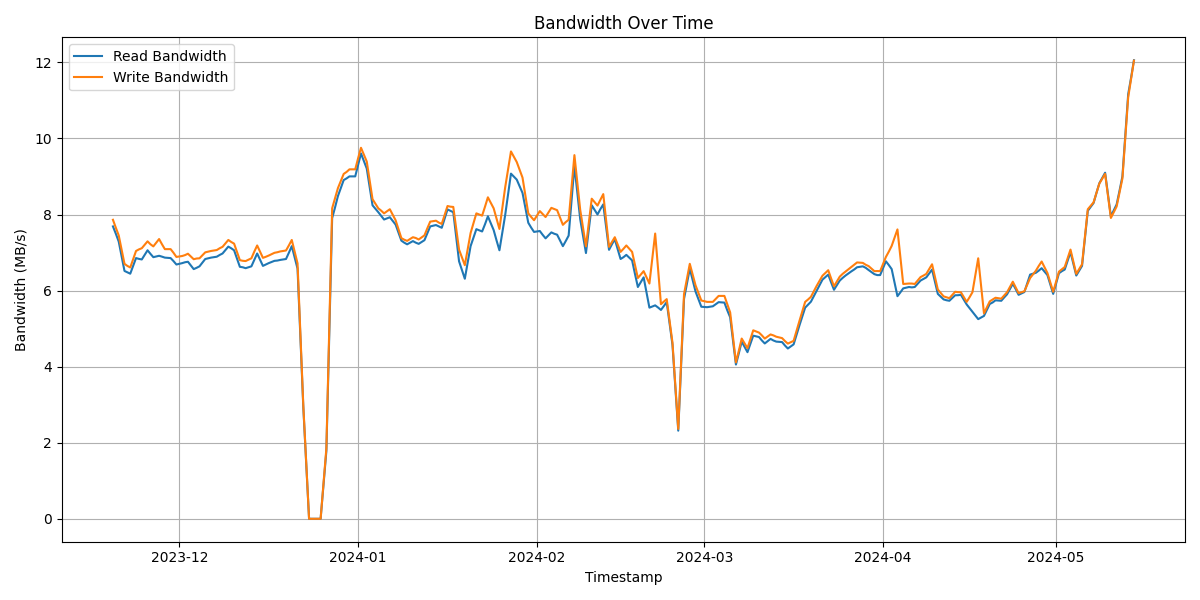 Bandwidth Over Time
Read Bandwidth
Write Bandwidth
Bandwidth (MB/s)
12
10
8
6
4
2
0
2023-12
2024-01
2024-02
2024-03
2024-04
2024-05
Timestamp